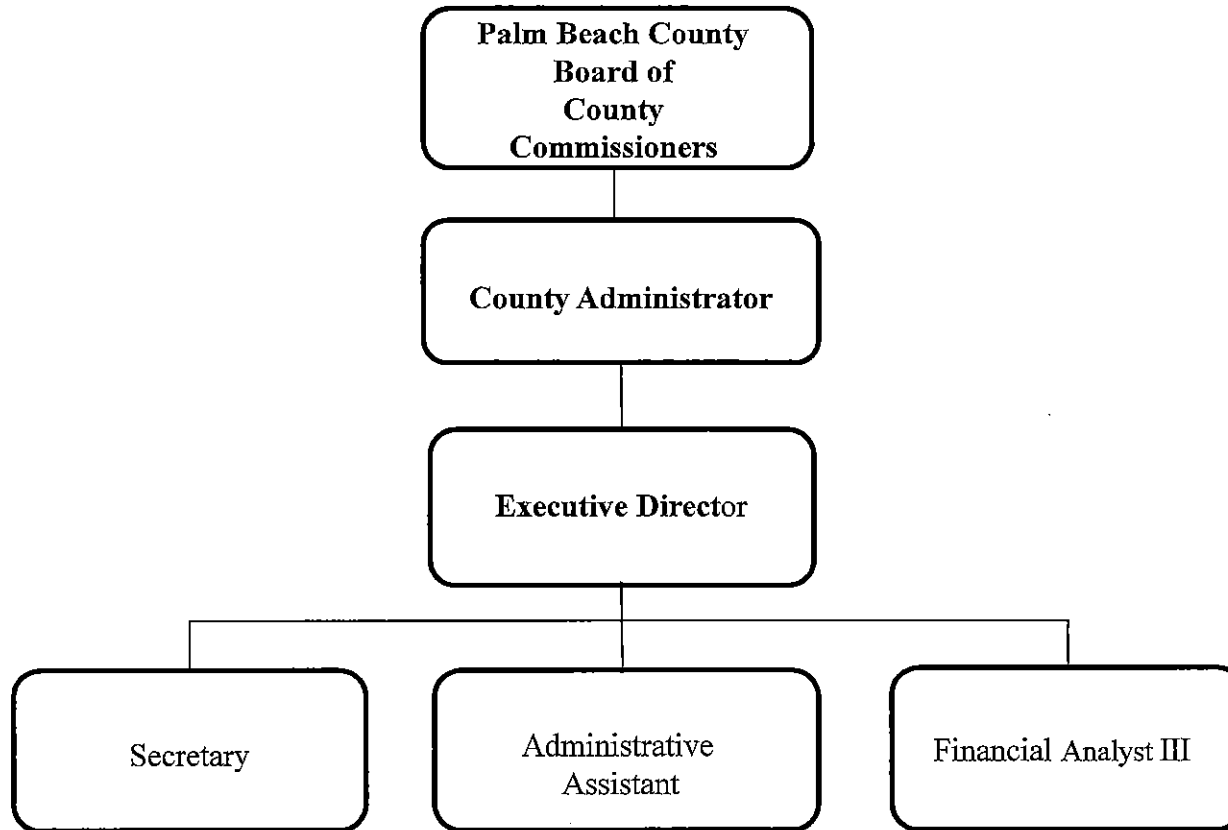 Palm Beach County
Board of
County
Commissioners
County Administrator
Executive Director
Secretary
Administrative
Assistant
Financial Analyst III